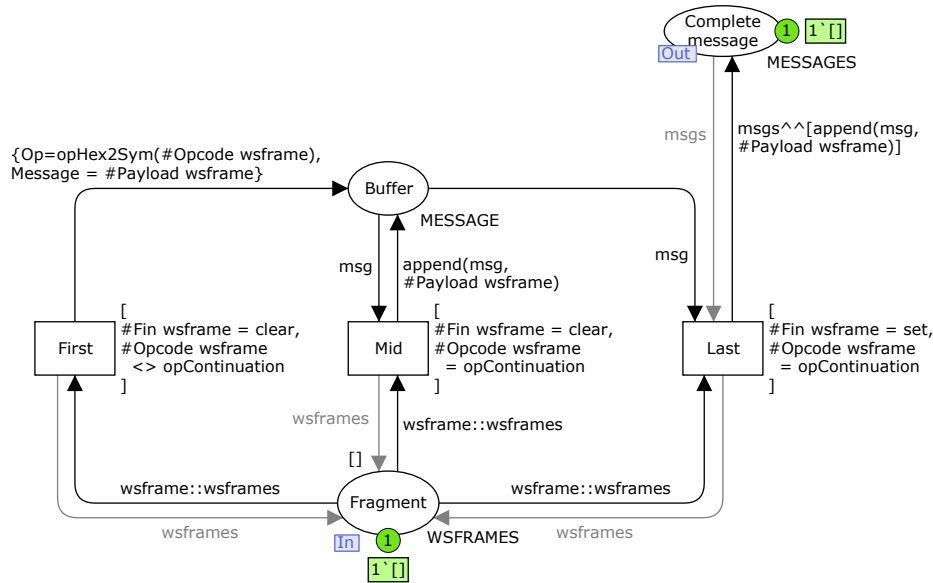 Complete
message
1
1`[]
Out
MESSAGES
msgs
msgs^^[append(msg,
#Payload wsframe)]
{Op=opHex2Sym(#Opcode wsframe),
Message = #Payload wsframe}
Buffer
MESSAGE
msg
append(msg,
#Payload wsframe)
msg
First
[
#Fin wsframe = clear,
#Opcode wsframe
<> opContinuation
]
Mid
[
#Fin wsframe = clear,
#Opcode wsframe
= opContinuation
]
Last
[
#Fin wsframe = set,
#Opcode wsframe
= opContinuation
]
wsframes
wsframe::wsframes
[]
wsframe::wsframes
wsframe::wsframes
Fragment
wsframes
wsframes
In
1
WSFRAMES
1`[]